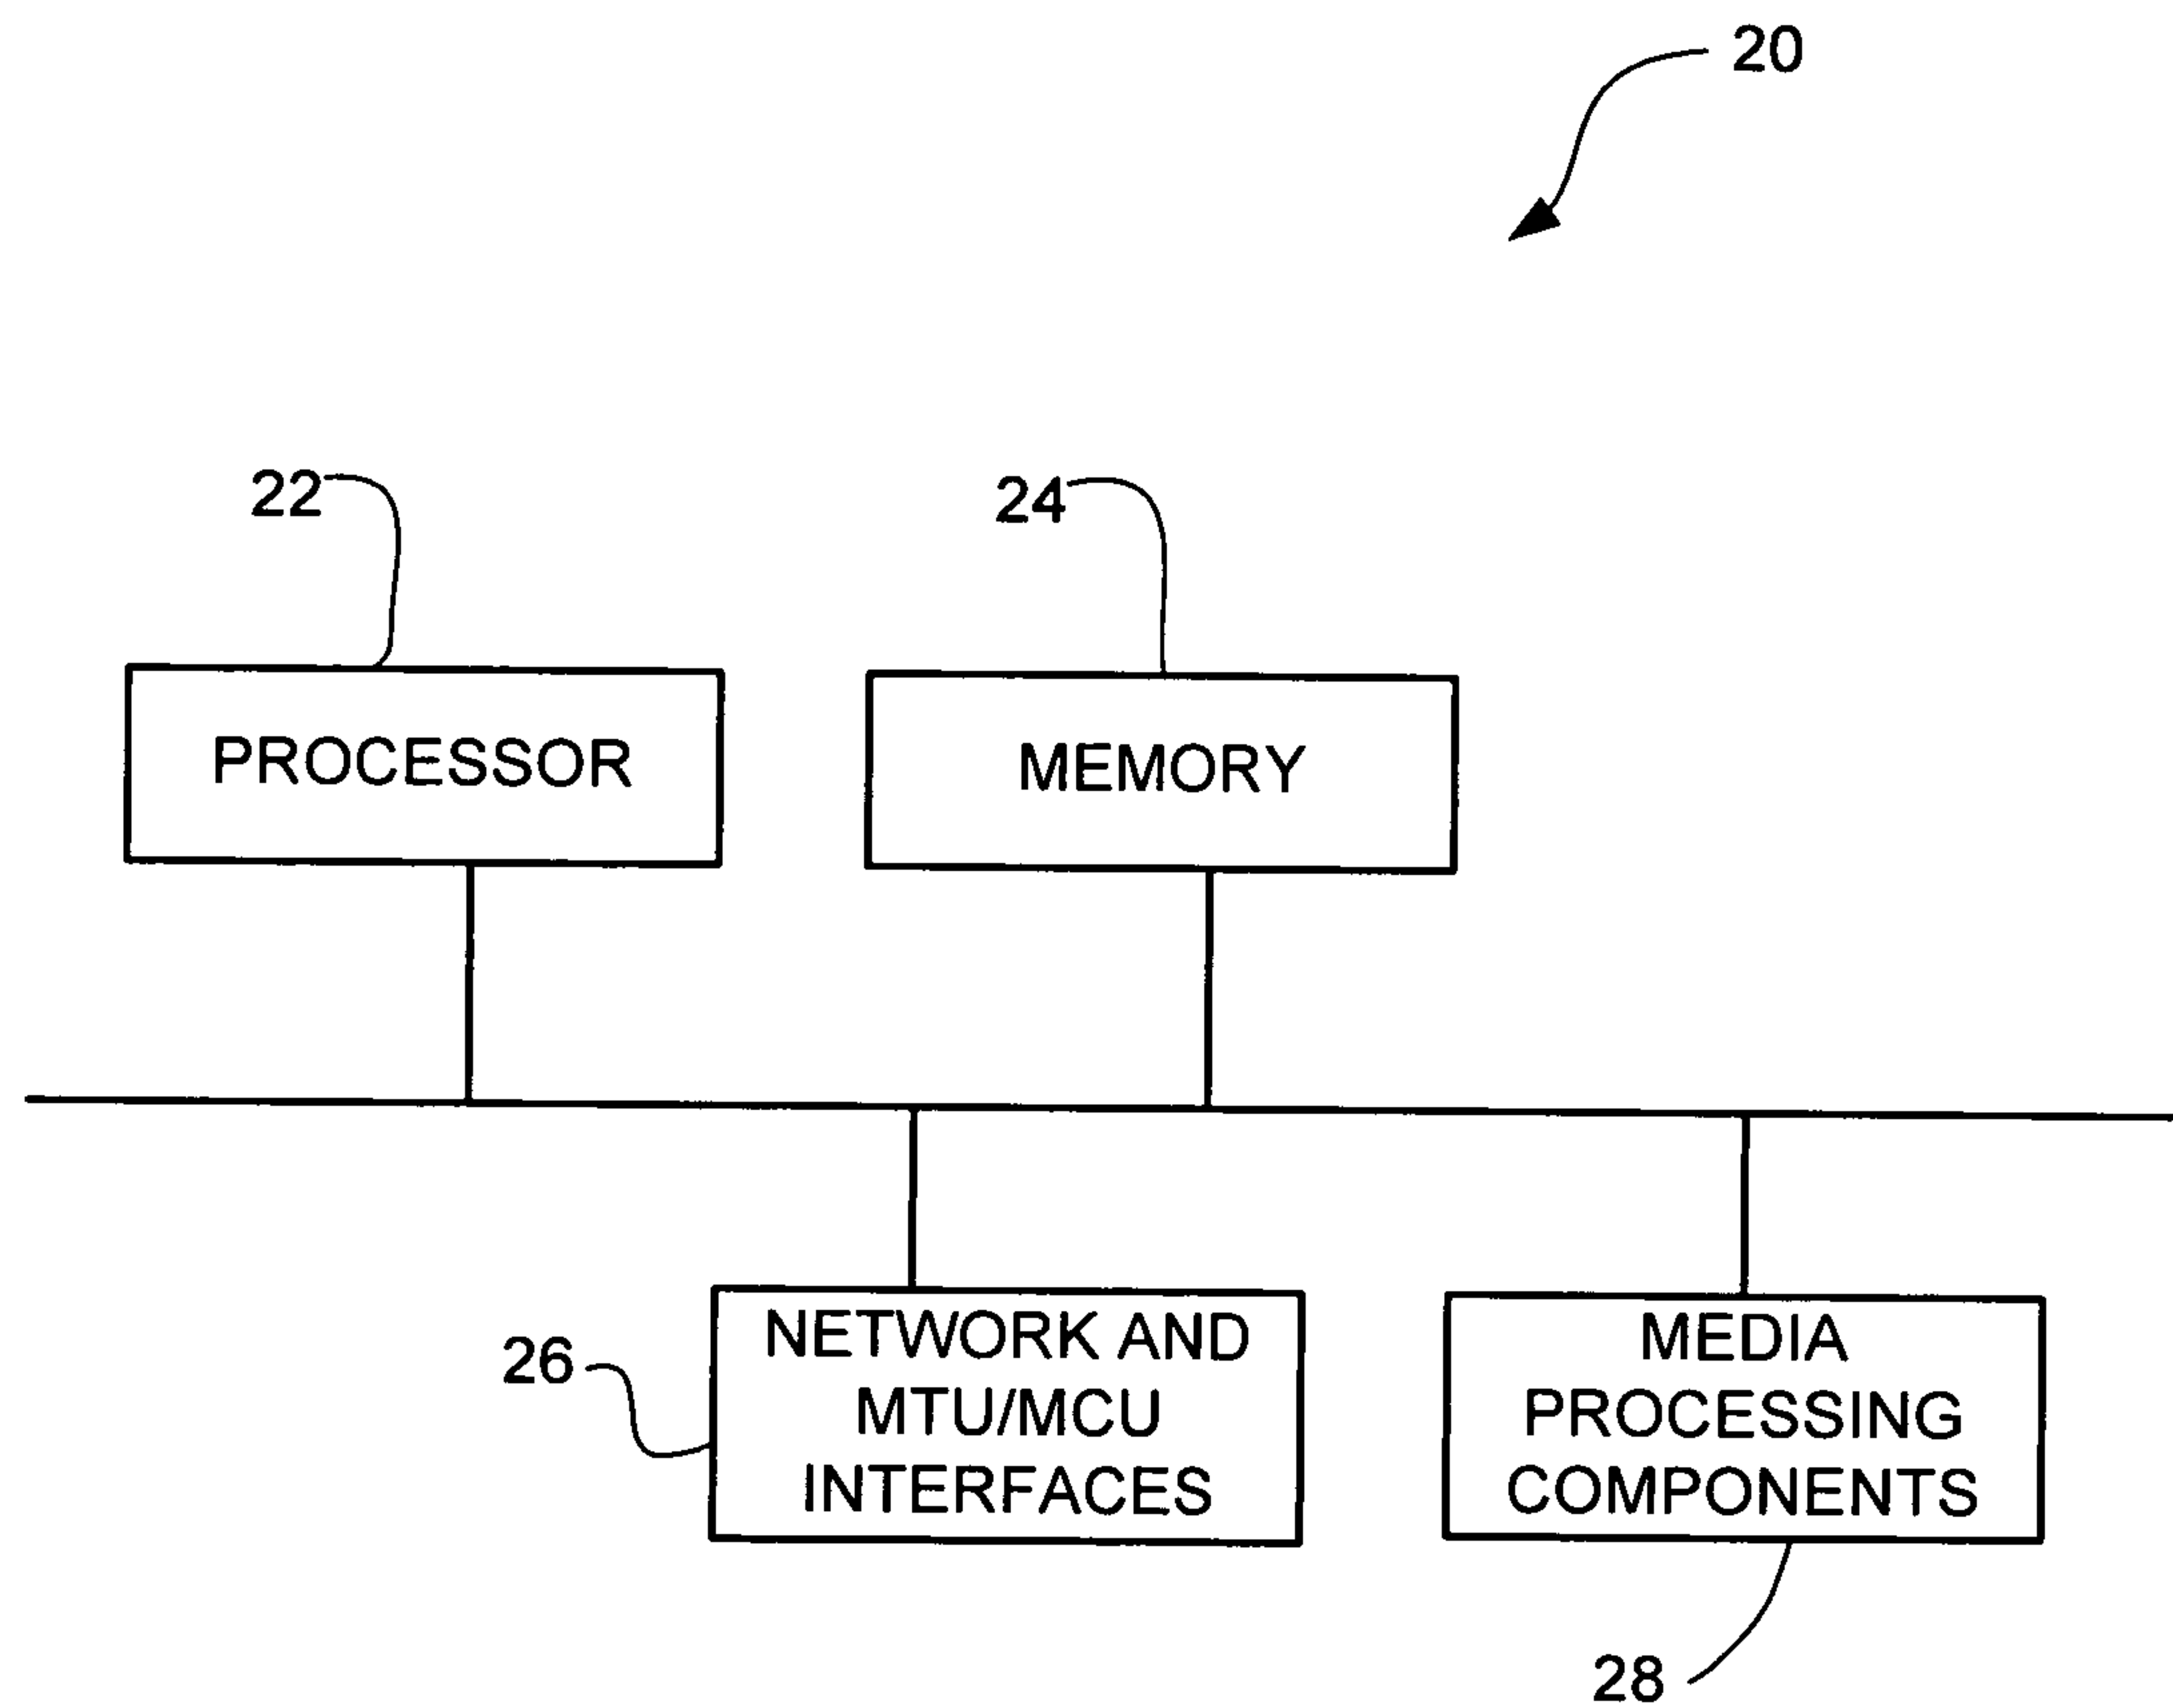 20
22
24
PROCESSOR
MEMORY
26
NETWORK AND
MTU/MCU
INTERFACES
MEDIA
PROCESSING
COMPONENTS
28